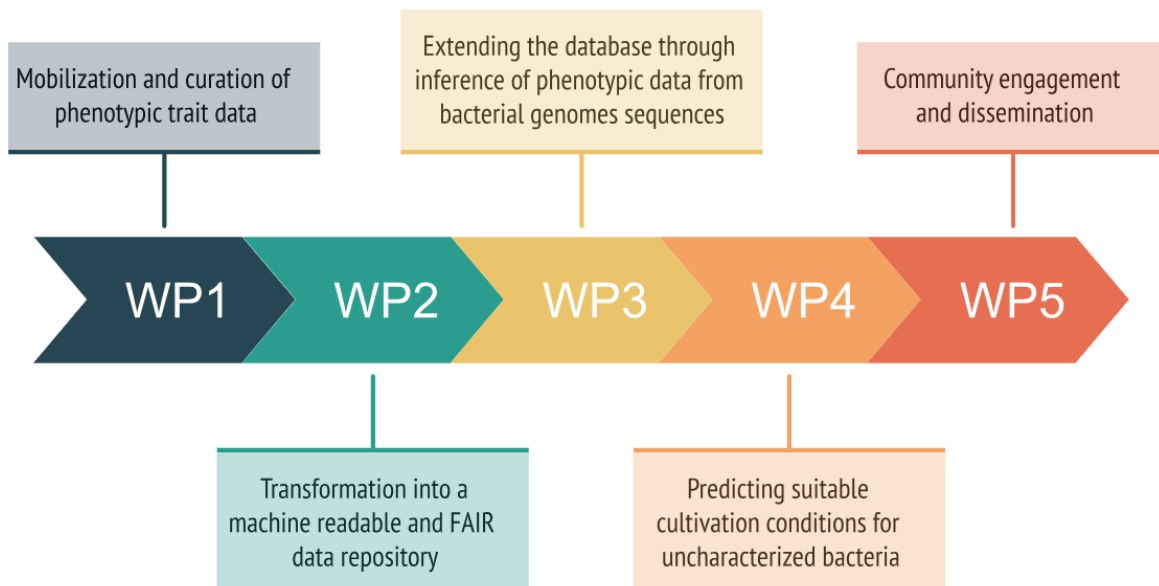 Mobilization and curation of
phenotypic trait data
Extending the database through
inference of phenotypic data from
bacterial genomes sequences
Community engagement
and dissemination
WP1
WP2
WP3
WP4
WP5
Transformation into a
machine readable and FAIR
data repository
Predicting suitable
cultivation conditions for
uncharacterized bacteria